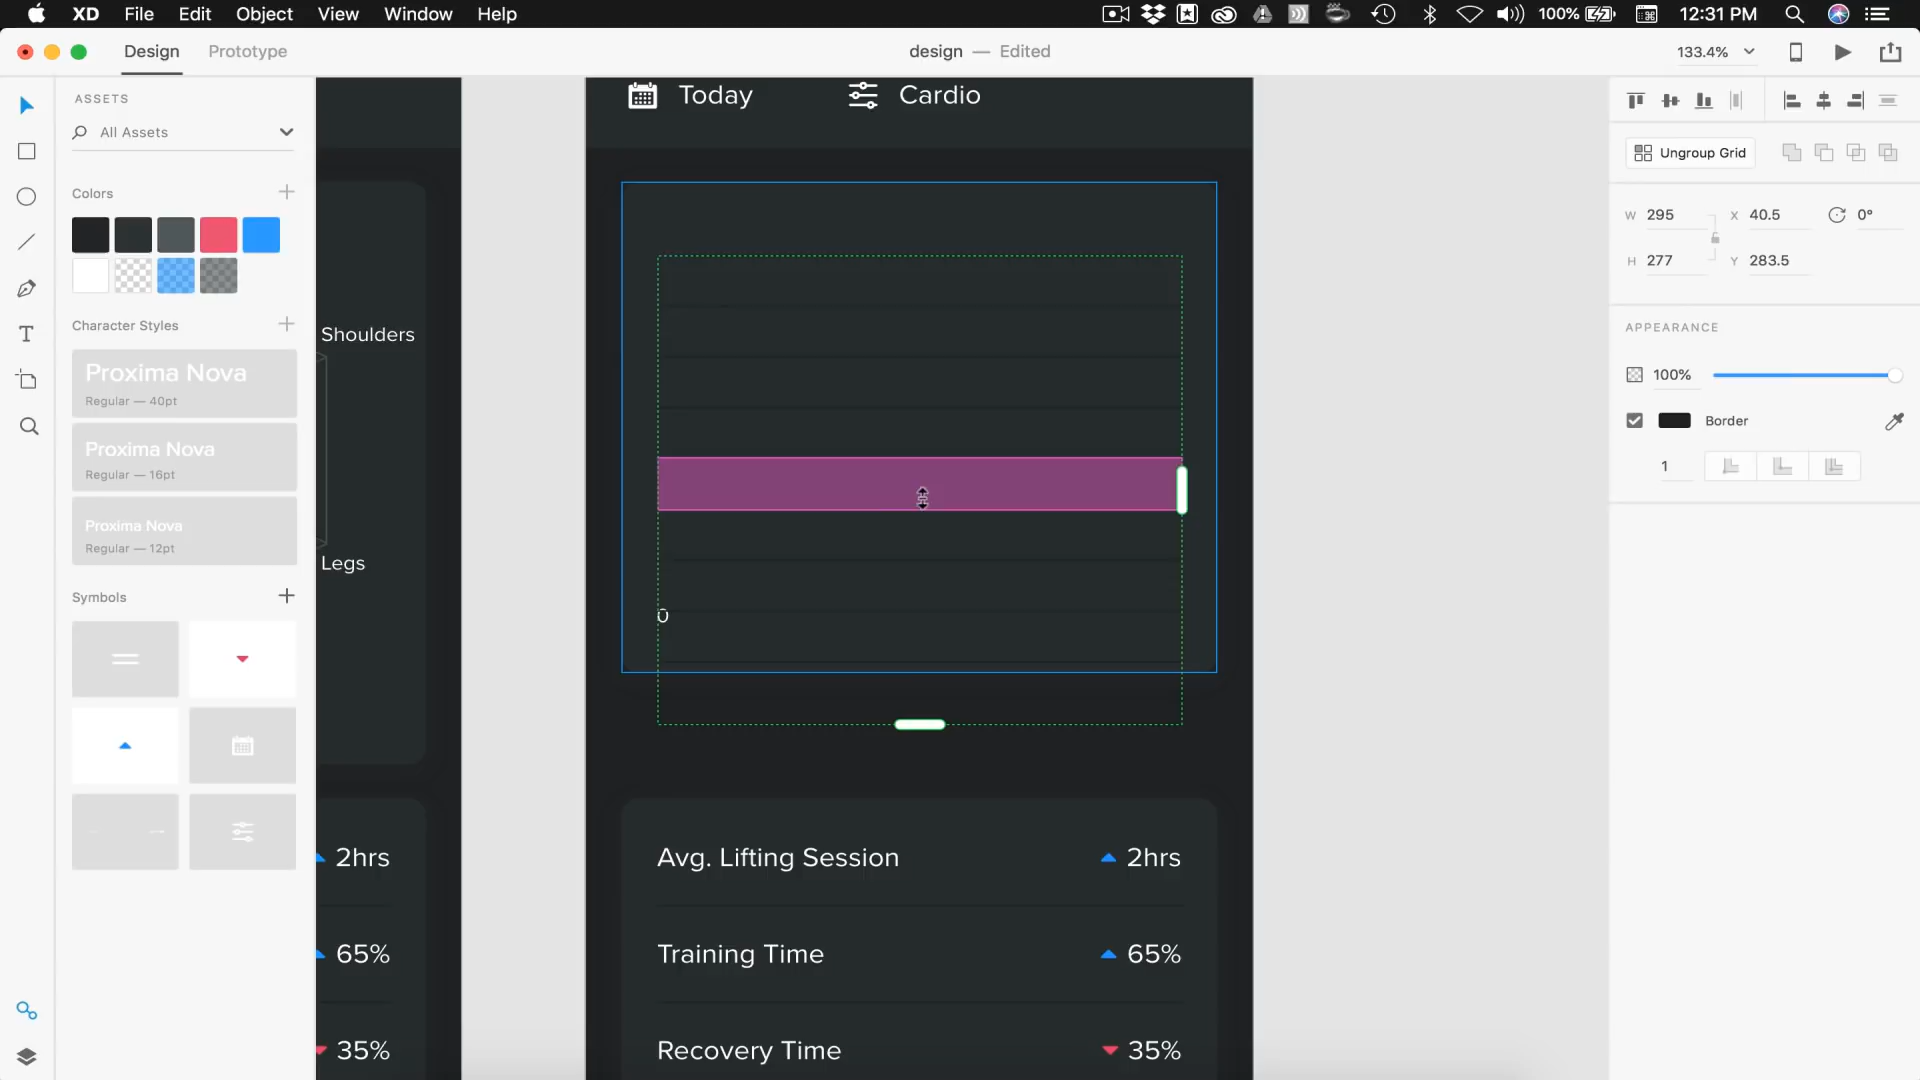 XD File Edit Object View Window Help 100% 12:31 PM
Design Prototype design — Edited 133.4%
ASSETS
All Assets
Colors
Character Styles
Proxima Nova
Regular — 40pt
Proxima Nova
Regular — 16pt
Proxima Nova
Regular — 12pt
Symbols
Shoulders
Legs
2hrs
65%
35%
Today Cardio
0
Avg. Lifting Session 2hrs
Training Time 65%
Recovery Time 35%
Ungroup Grid
W 295 X 40.5 0°
H 277 Y 283.5
APPEARANCE
100%
Border
1